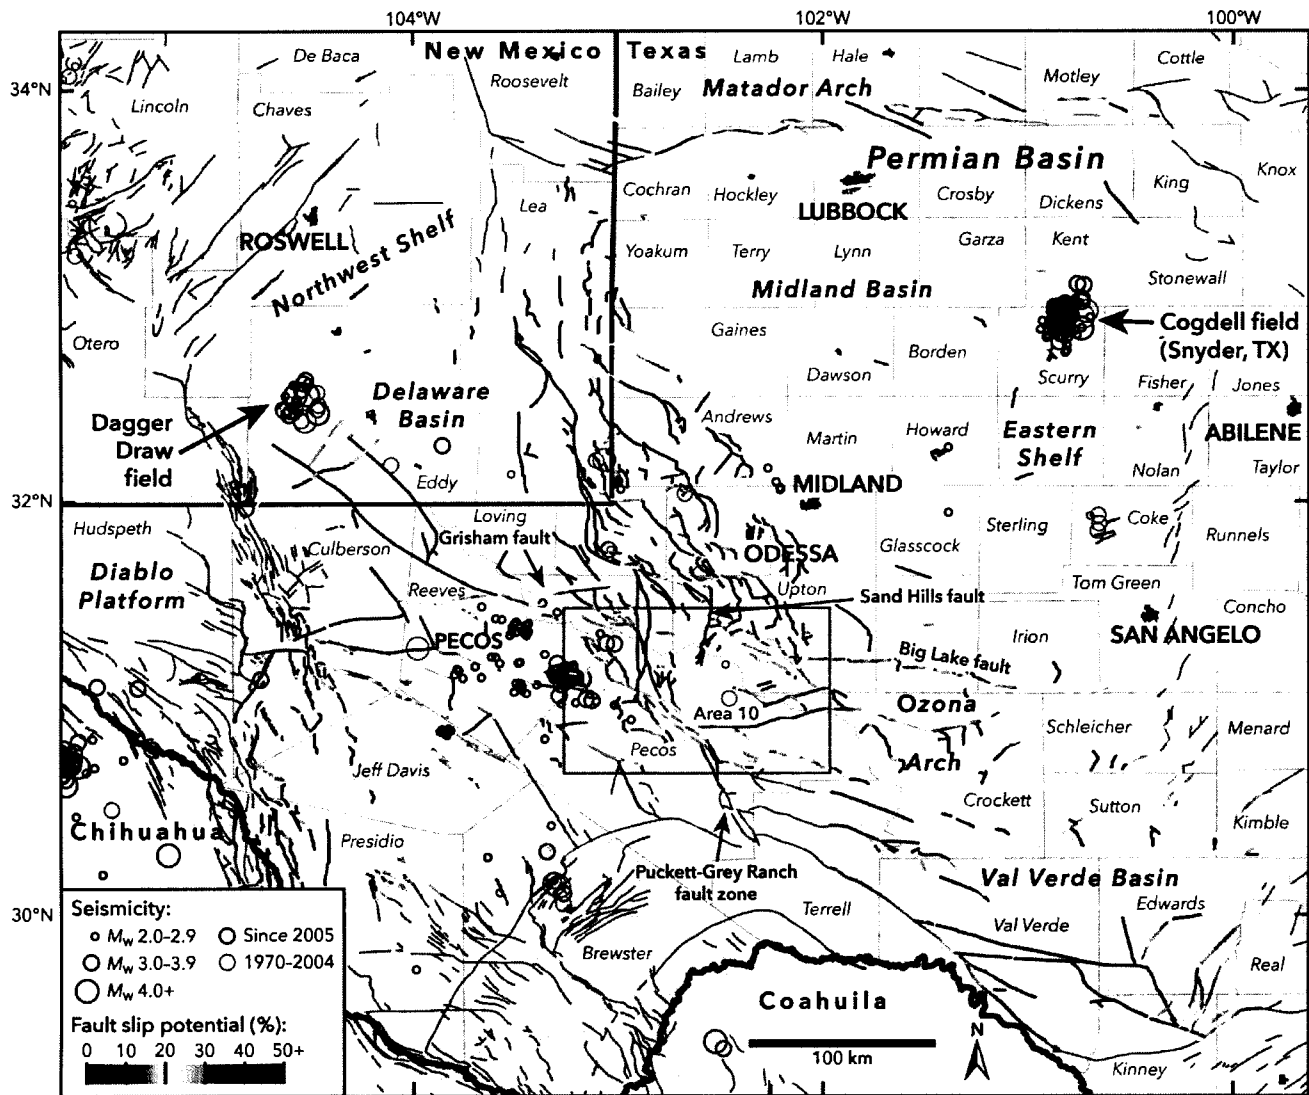 104°W
102°W
100°W
De Baca
New Mexico
Texas
Lamb
Hale
Cottle
Roosevelt
Bailey
Motley
34°N
Matador Arch
Lincoln
Chaves
Permian Basin
Knox
Cochran
Hockley
Crosby
King
Lea
Dickens
LUBBOCK
ROSWELL
Northwest Shelf
Yoakum
Terry
Lynn
Garza
Kent
Stonewall
Midland Basin
Otero
Gaines
Cogdell field
(Snyder, TX)
Borden
Dawson
Scurry
Fisher
Jones
Delaware
Basin
Dagger
Draw
field
Andrews
Martin
Howard
Eastern
Shelf
ABILENE
Nolan
Taylor
Eddy
MIDLAND
32°N
Hudspeth
Loving
Grisham fault
Sterling
Coke
Runnels
Culberson
ODESSA
Glasscock
Diablo
Platform
Reeves
Upton
Sand Hills fault
Tom Green
Concho
PECOS
Irion
SAN ANGELO
Big Lake fault
Area 10
Ozona
Arch
Schleicher
Menard
Pecos
Jeff Davis
Crockett
Sutton
Kimble
Chihuahua
Presidio
Puckett-Grey Ranch
fault zone
Val Verde Basin
30°N
Terrell
Val Verde
Edwards
Brewster
Real
Seismicity:
Mw 2.0-2.9
Since 2005
Mw 3.0-3.9
1970-2004
Mw 4.0+
Fault slip potential (%):
0 10 20 30 40 50+
Coahuila
100 km
N
Kinney